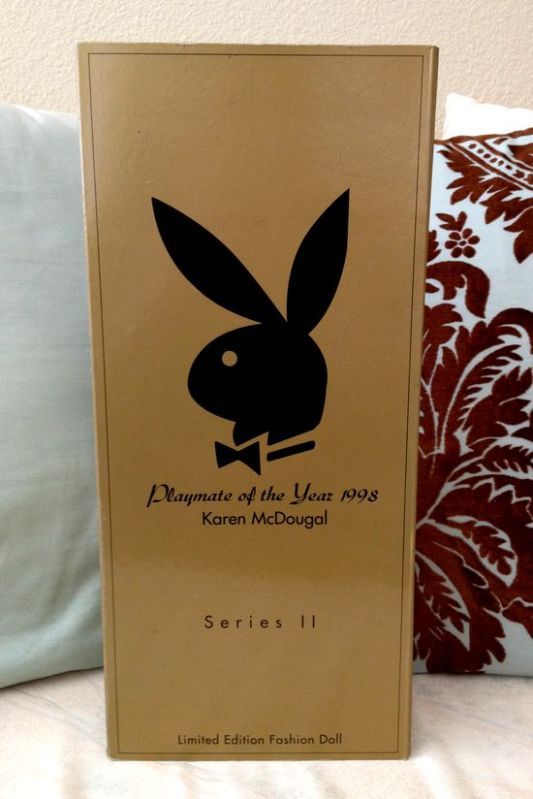 Playmate of the Year 1998
Karen McDougal
Series II
Limited Edition Fashion Doll